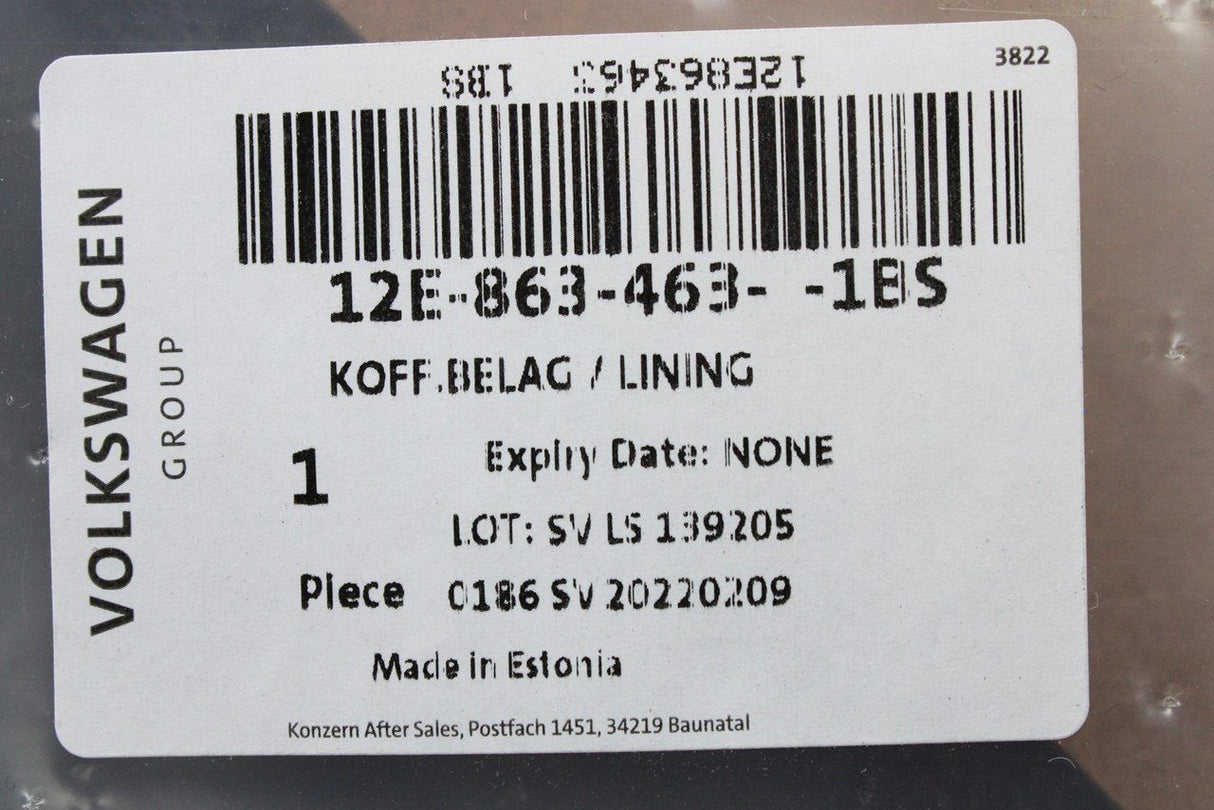 3822
12E863463 1BS
12E-863-463- -1BS
KOFF.BELAG / LINING
1 Expiry Date: NONE
LOT: SV LS 139205
Piece 0186 SV 20220209
Made in Estonia
Konzern After Sales, Postfach 1451, 34219 Baunatal
VOLKSWAGEN
GROUP